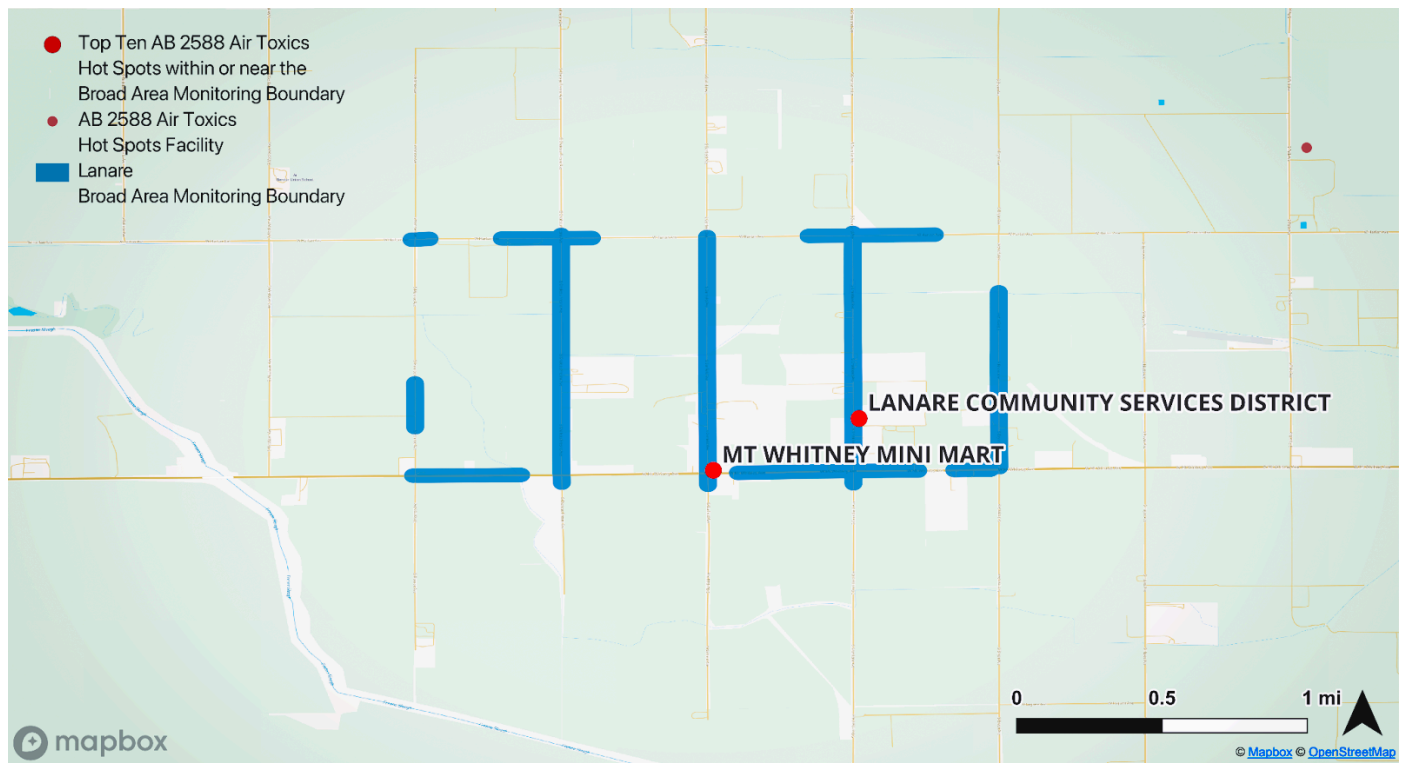 Top Ten AB 2588 Air Toxics
Hot Spots within or near the
Broad Area Monitoring Boundary
AB 2588 Air Toxics
Hot Spots Facility
Lanare
Broad Area Monitoring Boundary
LANARE COMMUNITY SERVICES DISTRICT
MT WHITNEY MINI MART
0 0.5 1 mi
mapbox
© Mapbox © OpenStreetMap